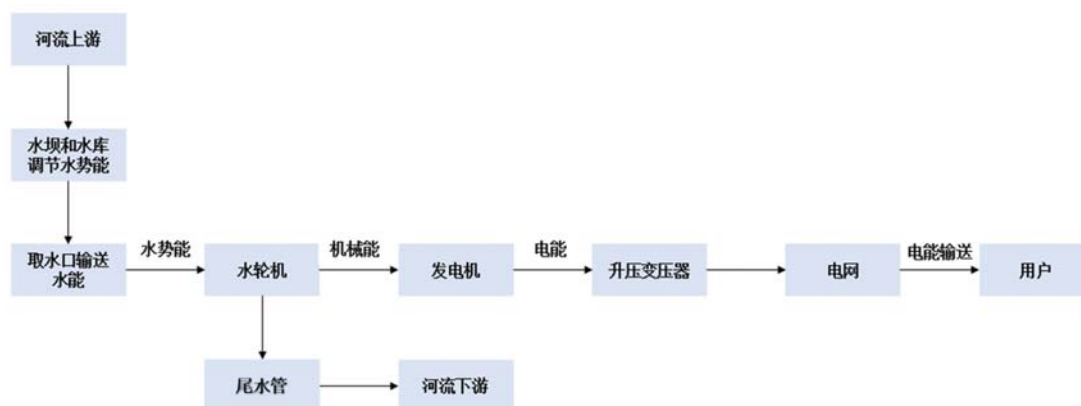 河流上游
水坝和水库
调节水势能
取水口输送
水能
水势能
水轮机
机械能
发电机
电能
升压变压器
电网
电能输送
用户
尾水管
河流下游